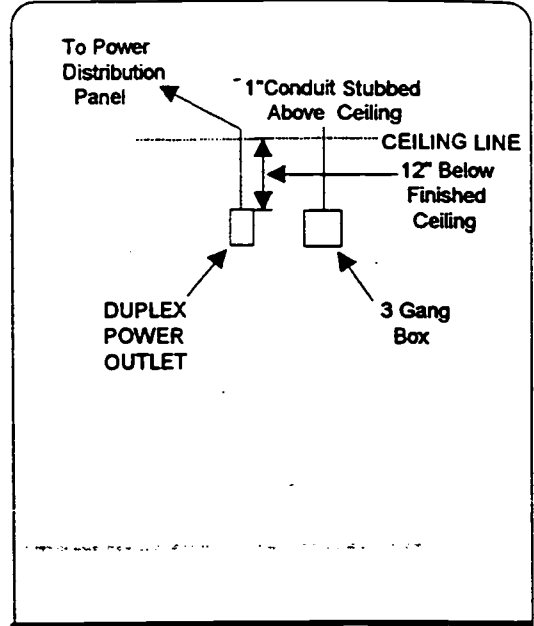 To Power
Distribution
Panel
1"Conduit Stubbed
Above Ceiling
CEILING LINE
12" Below
Finished
Ceiling
DUPLEX
POWER
OUTLET
3 Gang
Box